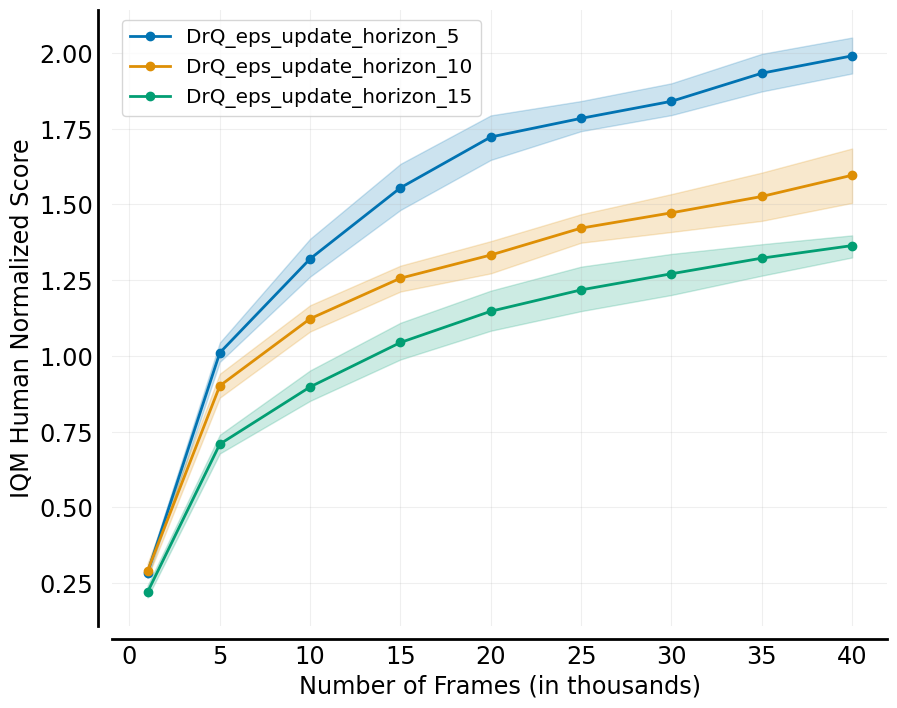 DrQ_eps_update_horizon_5
DrQ_eps_update_horizon_10
DrQ_eps_update_horizon_15
IQM Human Normalized Score
2.00
1.75
1.50
1.25
1.00
0.75
0.50
0.25
0 5 10 15 20 25 30 35 40
Number of Frames (in thousands)